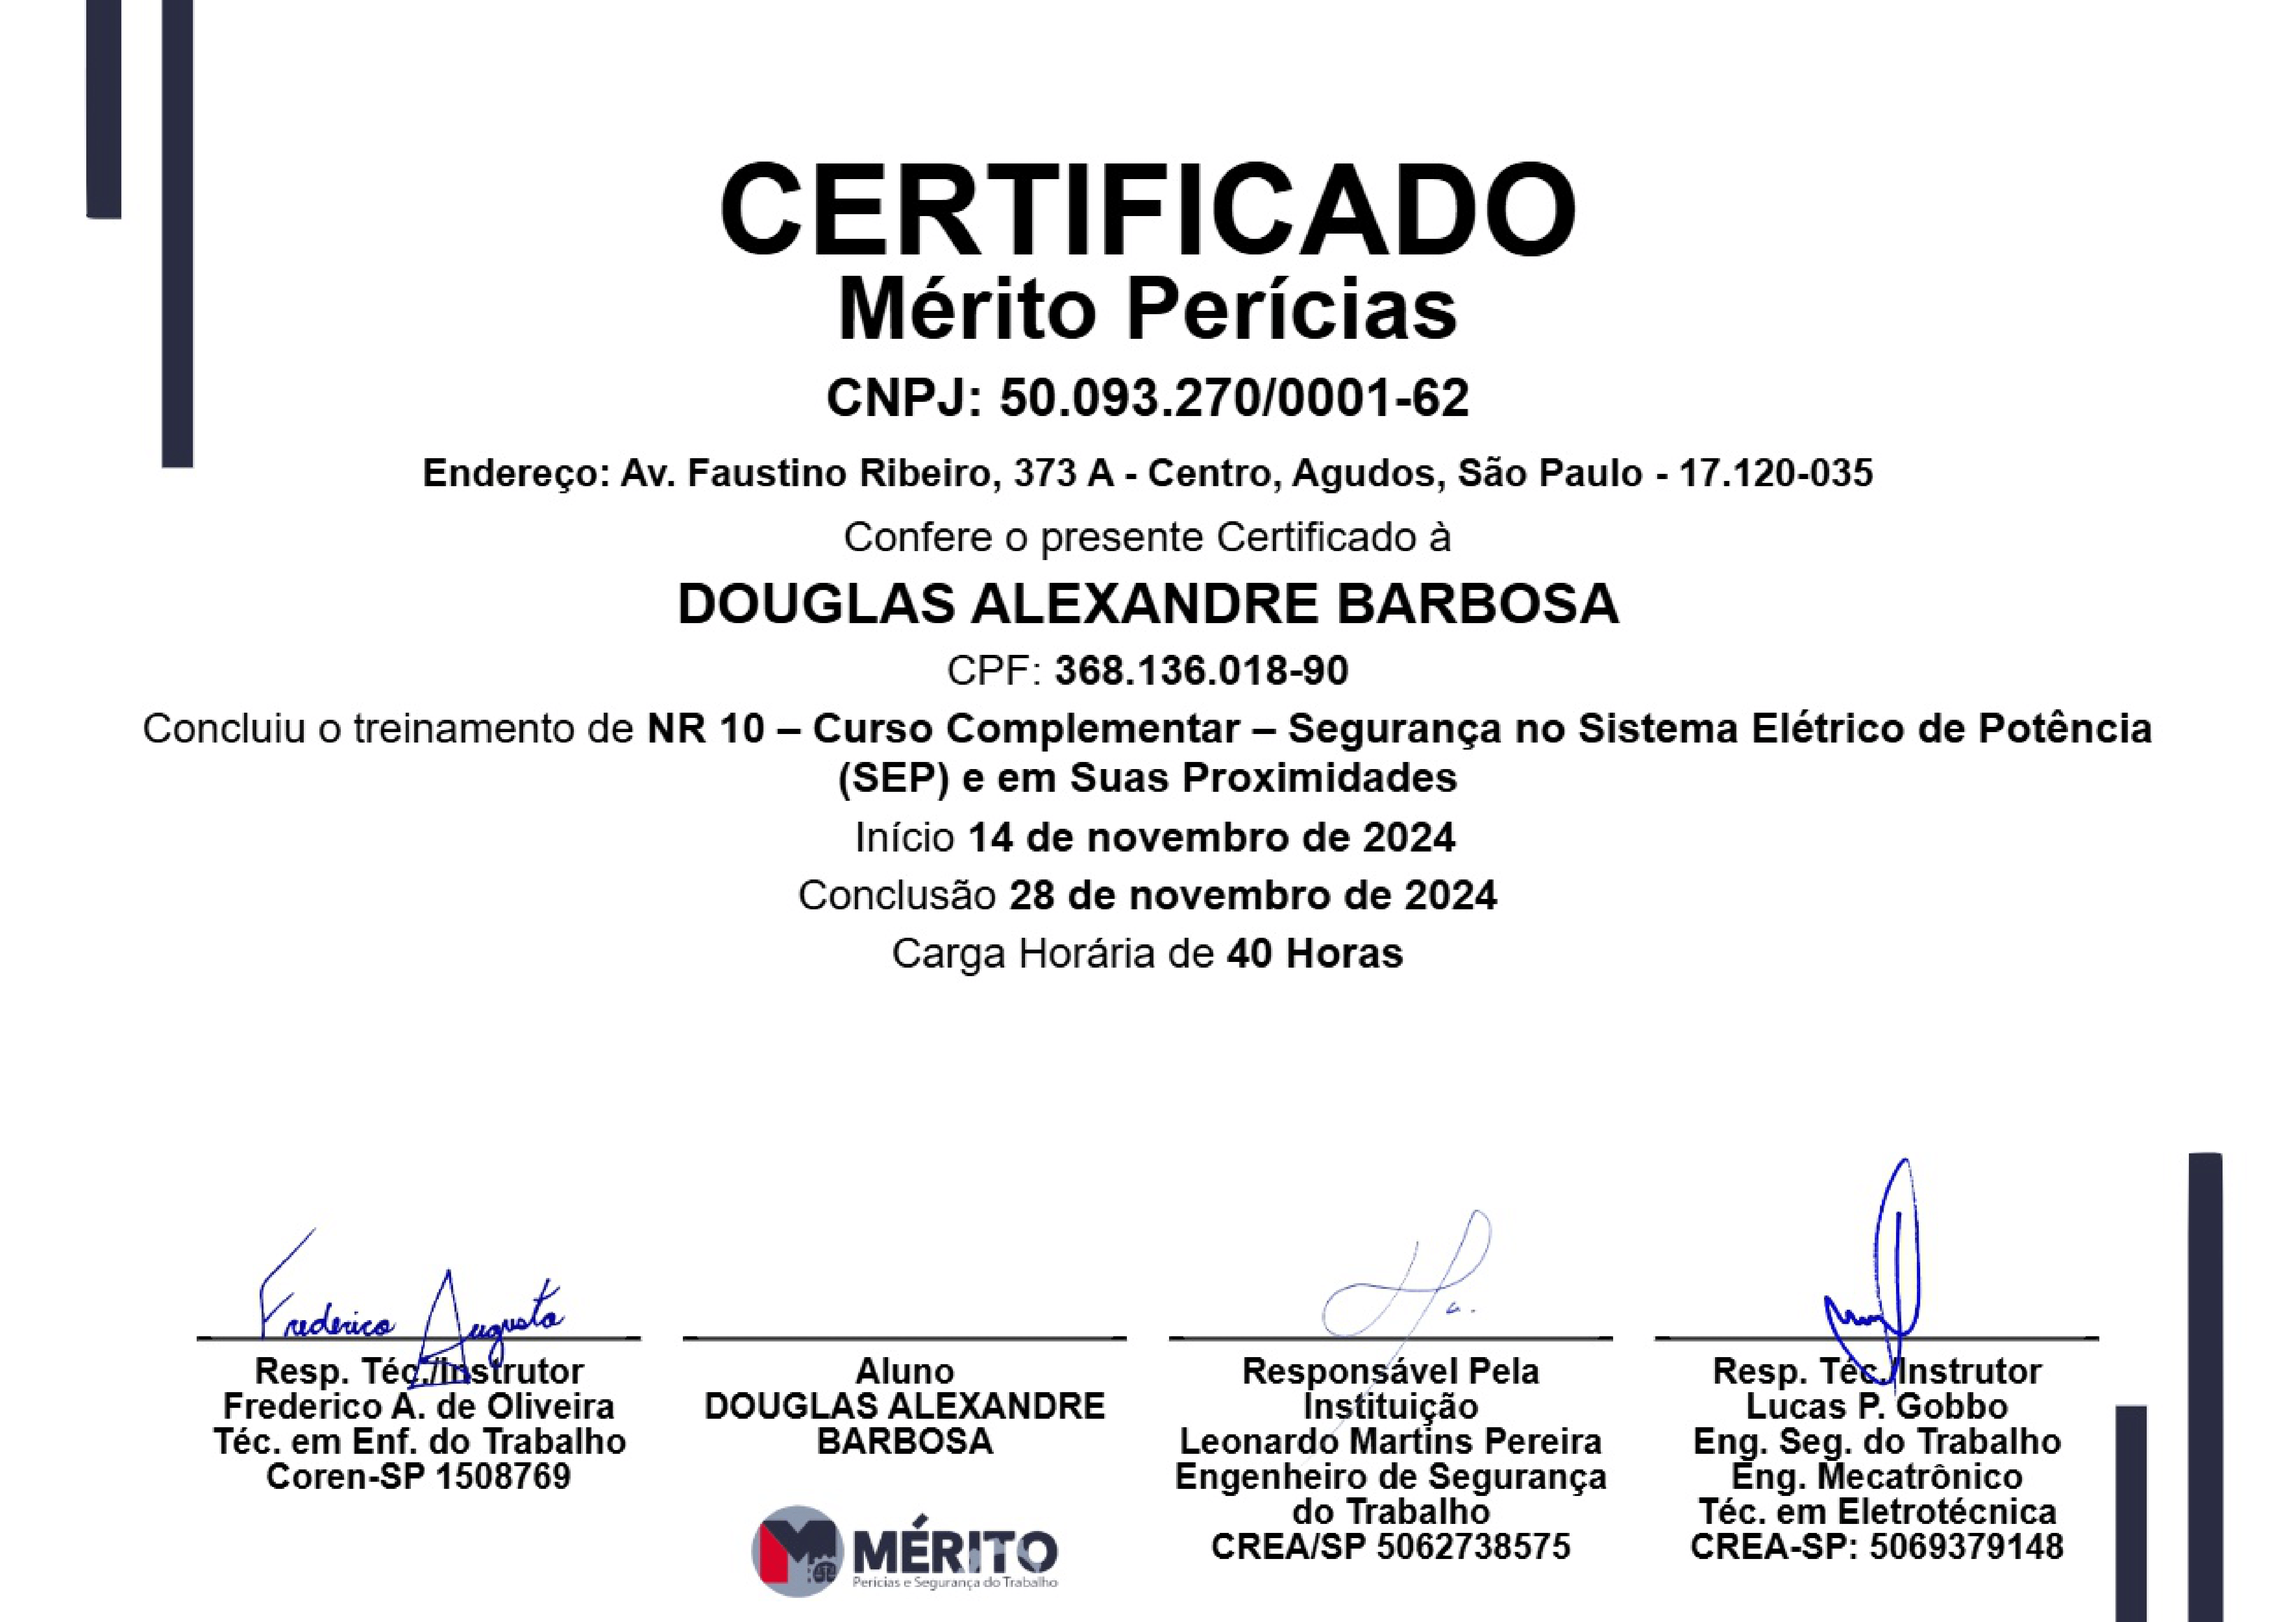 CERTIFICADO
Mérito Perícias
CNPJ: 50.093.270/0001-62
Endereço: Av. Faustino Ribeiro, 373 A - Centro, Agudos, São Paulo - 17.120-035
Confere o presente Certificado à
DOUGLAS ALEXANDRE BARBOSA
CPF: 368.136.018-90
Concluiu o treinamento de NR 10 – Curso Complementar – Segurança no Sistema Elétrico de Potência
(SEP) e em Suas Proximidades
Início 14 de novembro de 2024
Conclusão 28 de novembro de 2024
Carga Horária de 40 Horas
Frederico Augusto
Resp. Téc./Instrutor
Frederico A. de Oliveira
Téc. em Enf. do Trabalho
Coren-SP 1508769
Aluno
DOUGLAS ALEXANDRE
BARBOSA
Responsável Pela
Instituição
Leonardo Martins Pereira
Engenheiro de Segurança
do Trabalho
CREA/SP 5062738575
Resp. Téc./Instrutor
Lucas P. Gobbo
Eng. Seg. do Trabalho
Eng. Mecatrônico
Téc. em Eletrotécnica
CREA-SP: 5069379148
MÉRITO
Perícias e Segurança do Trabalho